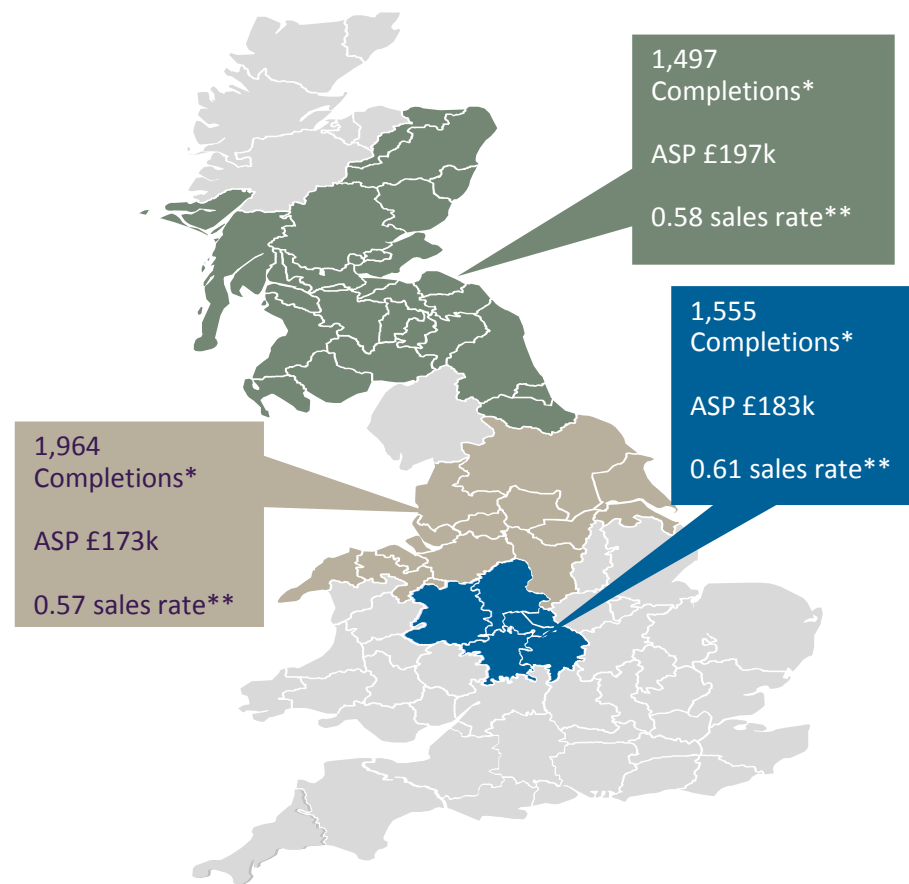 1,497
Completions*
ASP £197k
0.58 sales rate**
1,555
Completions*
ASP £183k
0.61 sales rate**
1,964
Completions*
ASP £173k
0.57 sales rate**